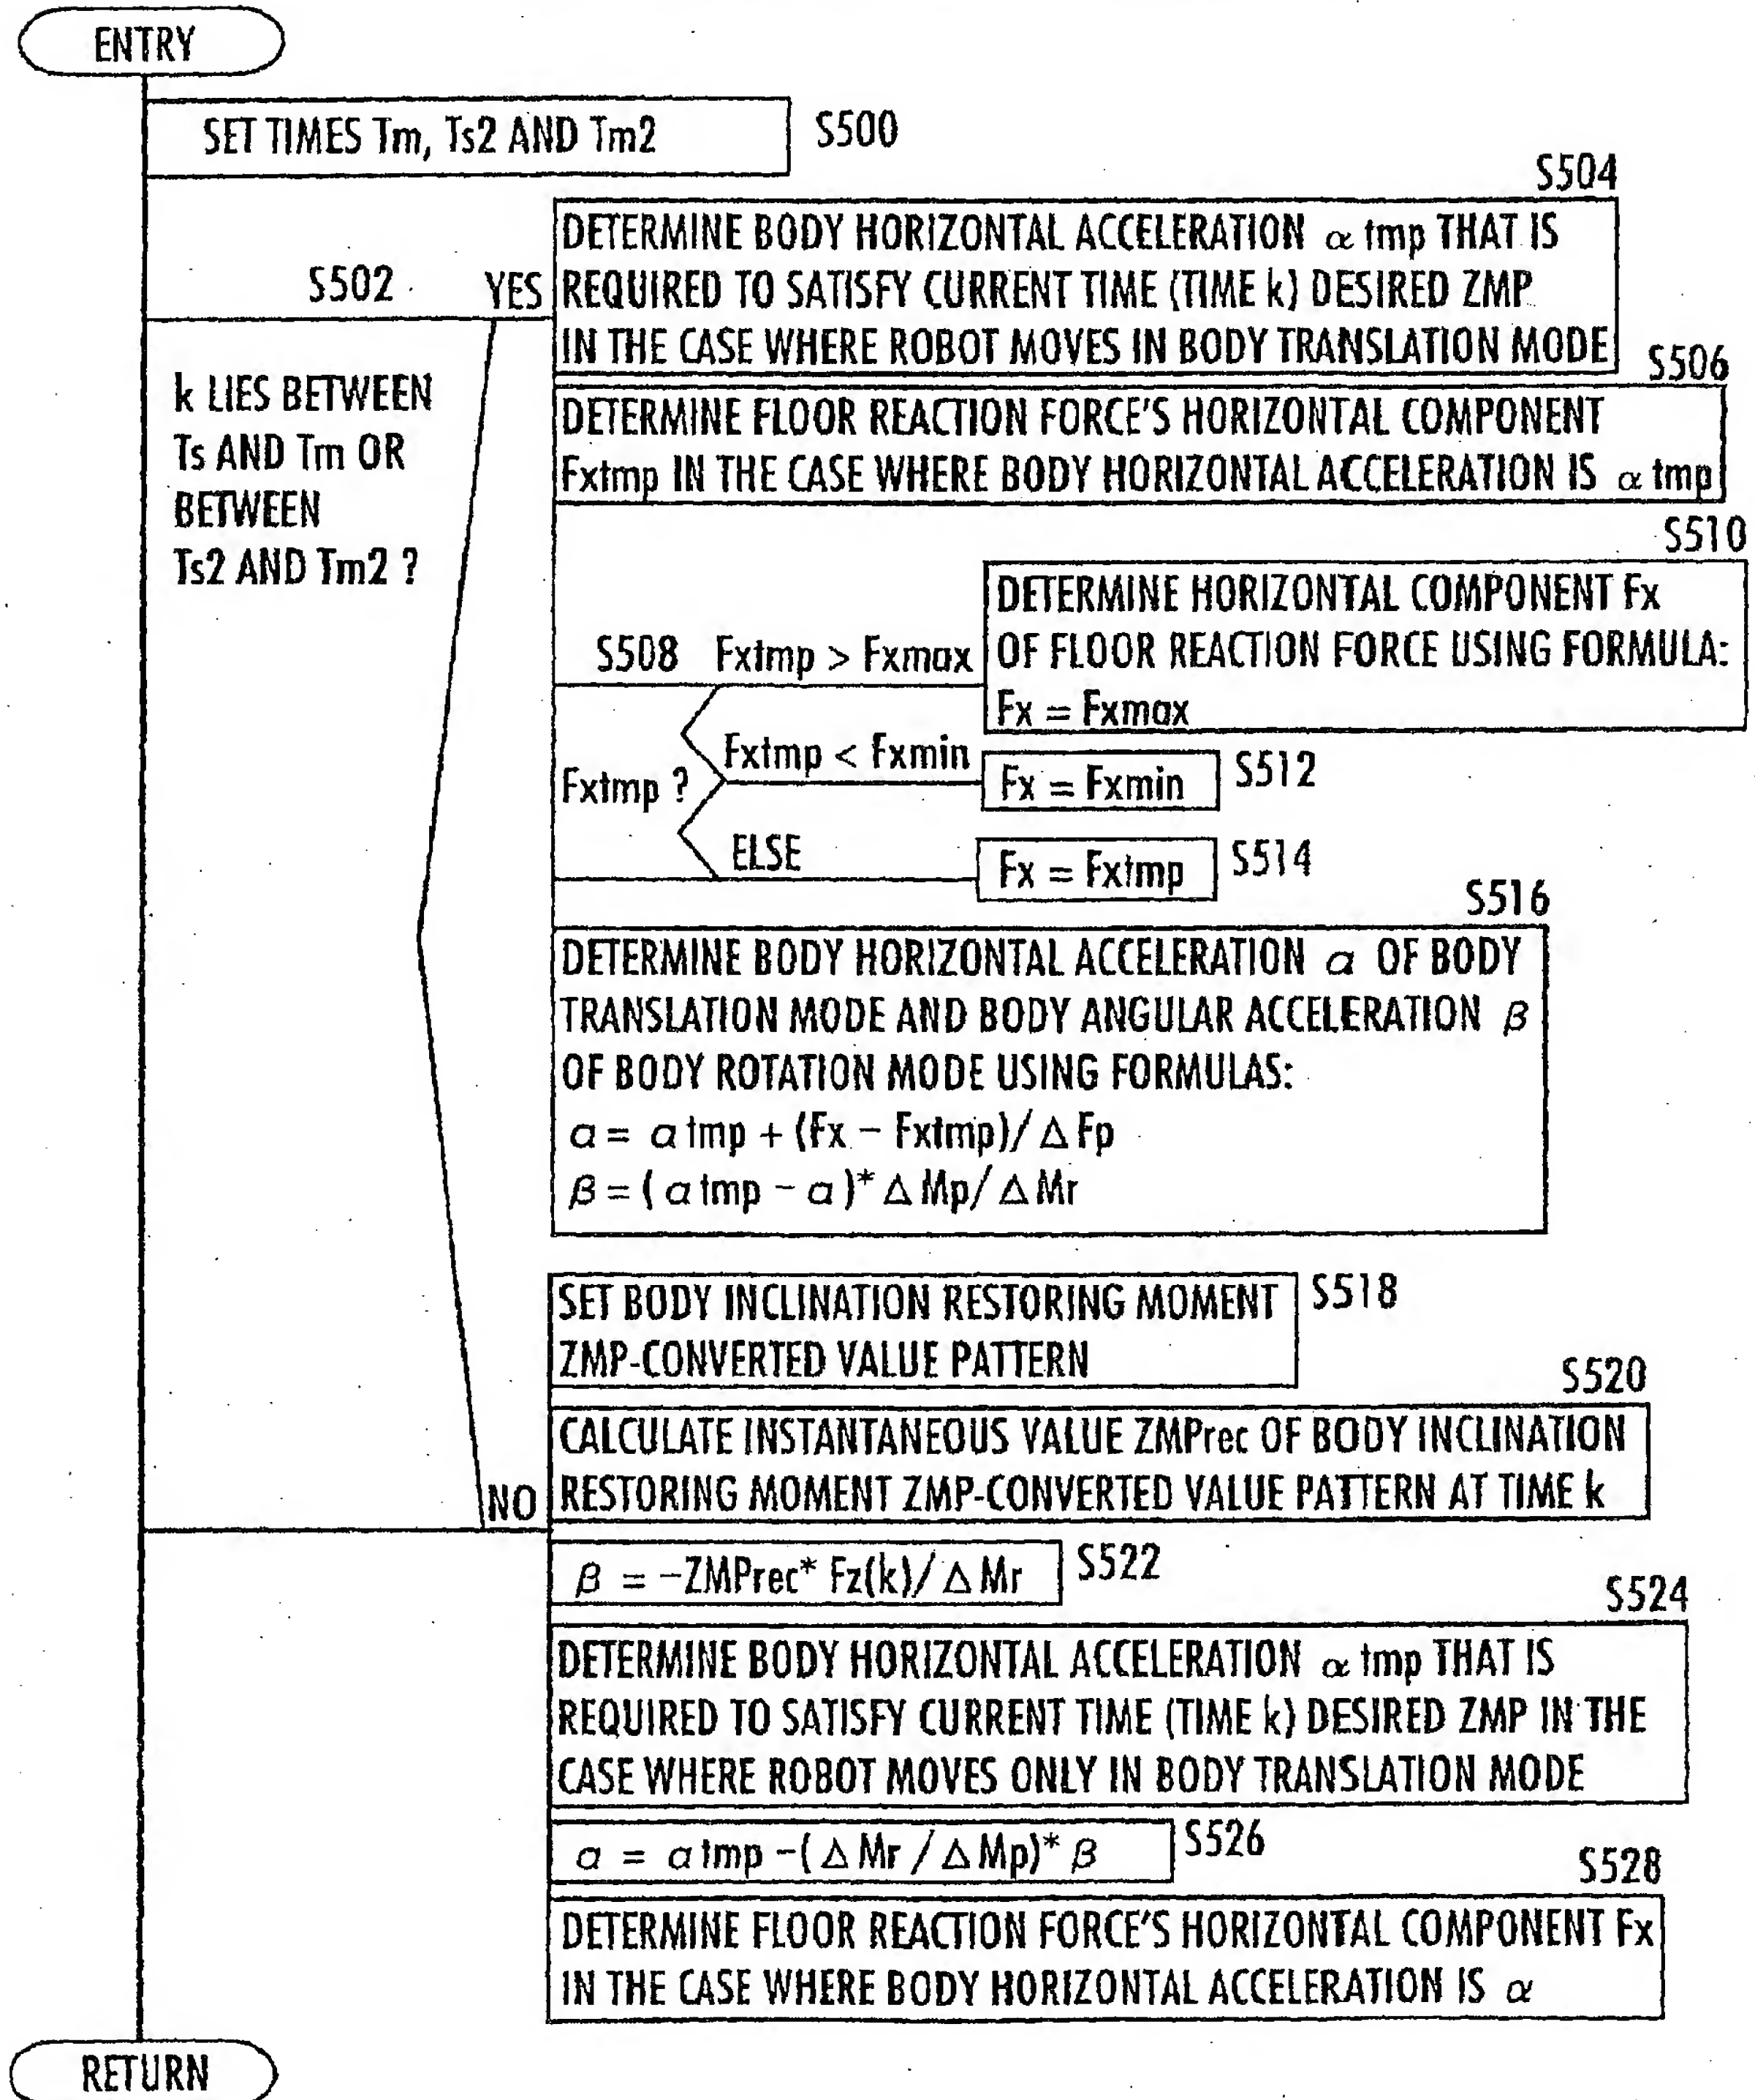 ENTRY
SET TIMES Tm, Ts2 AND Tm2
S500
S504
DETERMINE BODY HORIZONTAL ACCELERATION α tmp THAT IS
REQUIRED TO SATISFY CURRENT TIME (TIME k) DESIRED ZMP
IN THE CASE WHERE ROBOT MOVES IN BODY TRANSLATION MODE
S502
YES
k LIES BETWEEN
Ts AND Tm OR
BETWEEN
Ts2 AND Tm2 ?
S506
DETERMINE FLOOR REACTION FORCE'S HORIZONTAL COMPONENT
Fxtmp IN THE CASE WHERE BODY HORIZONTAL ACCELERATION IS α tmp
S510
DETERMINE HORIZONTAL COMPONENT Fx
OF FLOOR REACTION FORCE USING FORMULA:
Fx = Fxmax
S508 Fxtmp > Fxmax
Fxtmp ?
Fxtmp < Fxmin
Fx = Fxmin
S512
ELSE
Fx = Fxtmp
S514
S516
DETERMINE BODY HORIZONTAL ACCELERATION α OF BODY
TRANSLATION MODE AND BODY ANGULAR ACCELERATION β
OF BODY ROTATION MODE USING FORMULAS:
α = α tmp + (Fx - Fxtmp)/ Δ Fp
β = ( α tmp - α )* Δ Mp/ Δ Mr
SET BODY INCLINATION RESTORING MOMENT
ZMP-CONVERTED VALUE PATTERN
S518
S520
CALCULATE INSTANTANEOUS VALUE ZMPrec OF BODY INCLINATION
RESTORING MOMENT ZMP-CONVERTED VALUE PATTERN AT TIME k
NO
β = -ZMPrec* Fz(k)/ Δ Mr
S522
S524
DETERMINE BODY HORIZONTAL ACCELERATION α tmp THAT IS
REQUIRED TO SATISFY CURRENT TIME (TIME k) DESIRED ZMP IN THE
CASE WHERE ROBOT MOVES ONLY IN BODY TRANSLATION MODE
α = α tmp -( Δ Mr / Δ Mp)* β
S526
S528
DETERMINE FLOOR REACTION FORCE'S HORIZONTAL COMPONENT Fx
IN THE CASE WHERE BODY HORIZONTAL ACCELERATION IS α
RETURN